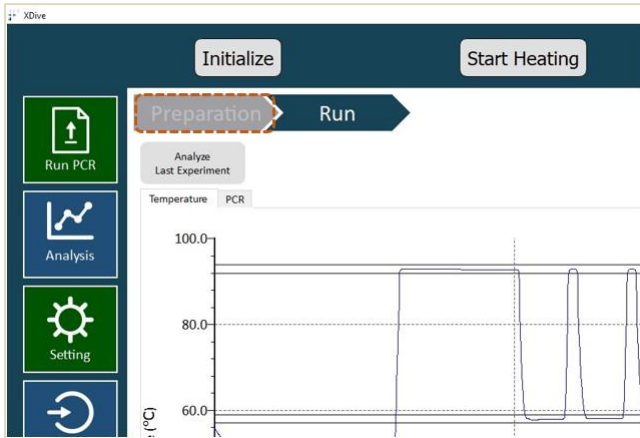 XDive
Initialize
Start Heating
Preparation
Run
Run PCR
Analyze
Last Experiment
Temperature
PCR
Analysis
100.0
80.0
Setting
60.0
(°C)